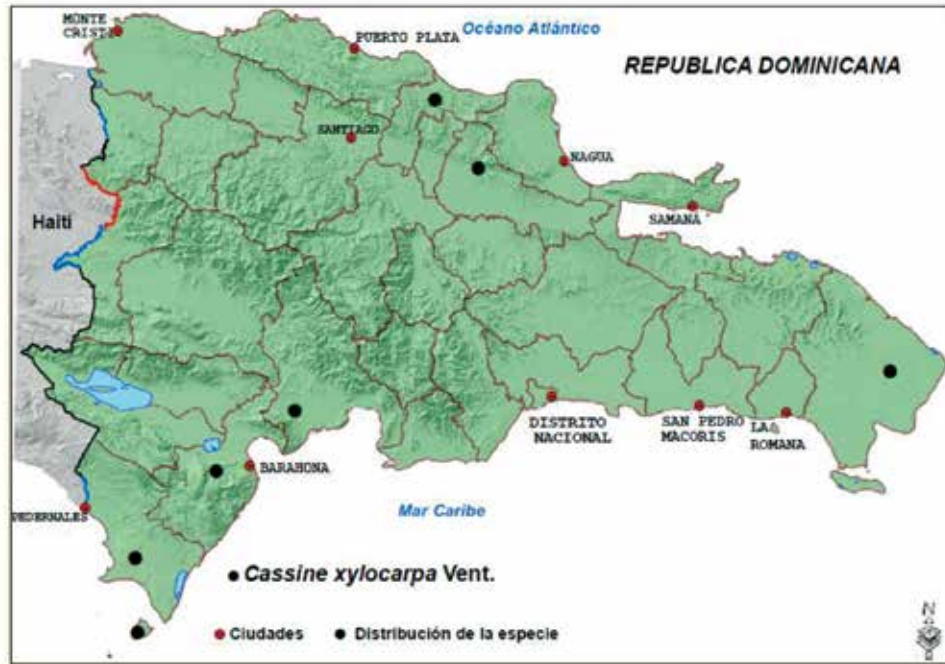 MONTE
CRISTI
PUERTO PLATA
Océano Atlántico
REPUBLICA DOMINICANA
SANTIAGO
NAGUA
SAMANA
Haití
DISTRITO
NACIONAL
SAN PEDRO
MACORIS
LA
ROMANA
BARAHONA
PEDERNALES
Mar Caribe
Cassine xylocarpa Vent.
Ciudades
Distribución de la especie
N